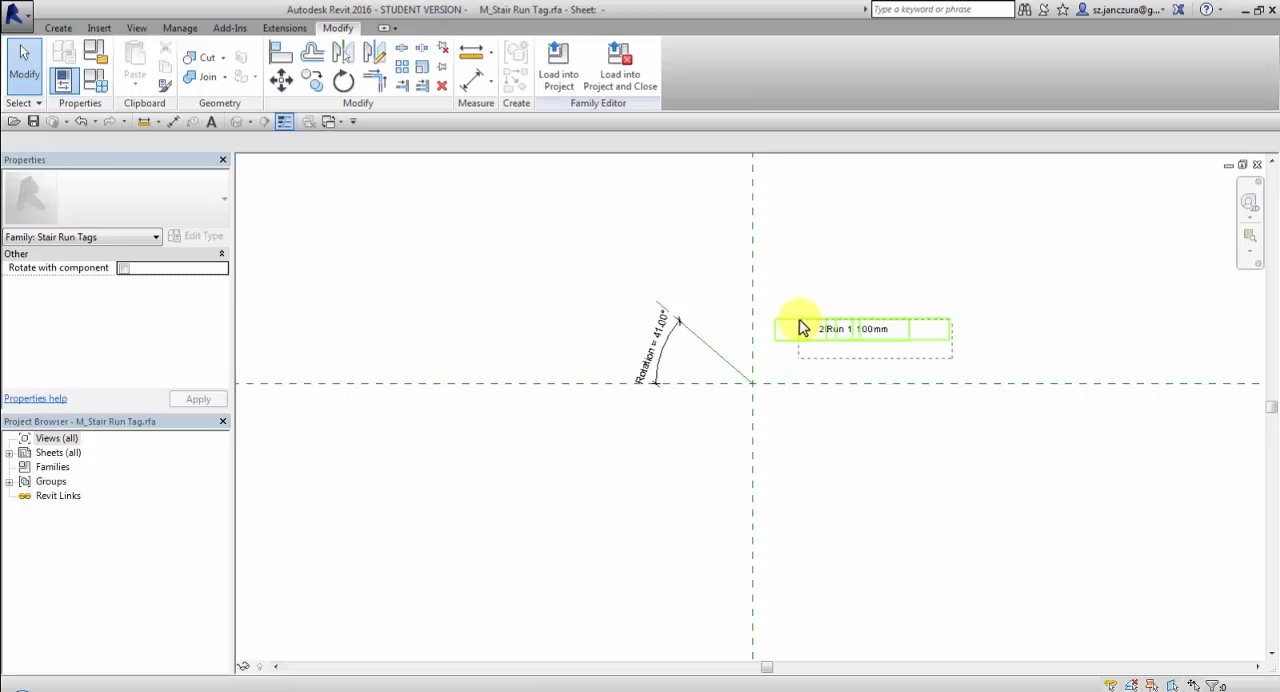 Autodesk Revit 2016 - STUDENT VERSION - M_Stair Run Tag.rfa - Sheet: -
Type a keyword or phrase
sz.janczura@g...
Create Insert View Manage Add-Ins Extensions Modify
Modify
Paste
Cut
Join
Load into Project
Load into Project and Close
Select Properties Clipboard Geometry Modify Measure Create Family Editor
Properties
Family: Stair Run Tags
Edit Type
Other
Rotate with component
Properties help
Apply
Project Browser - M_Stair Run Tag.rfa
Views (all)
Sheets (all)
Families
Groups
Revit Links
Rotation = 41.00°
Run 1 100mm
:0